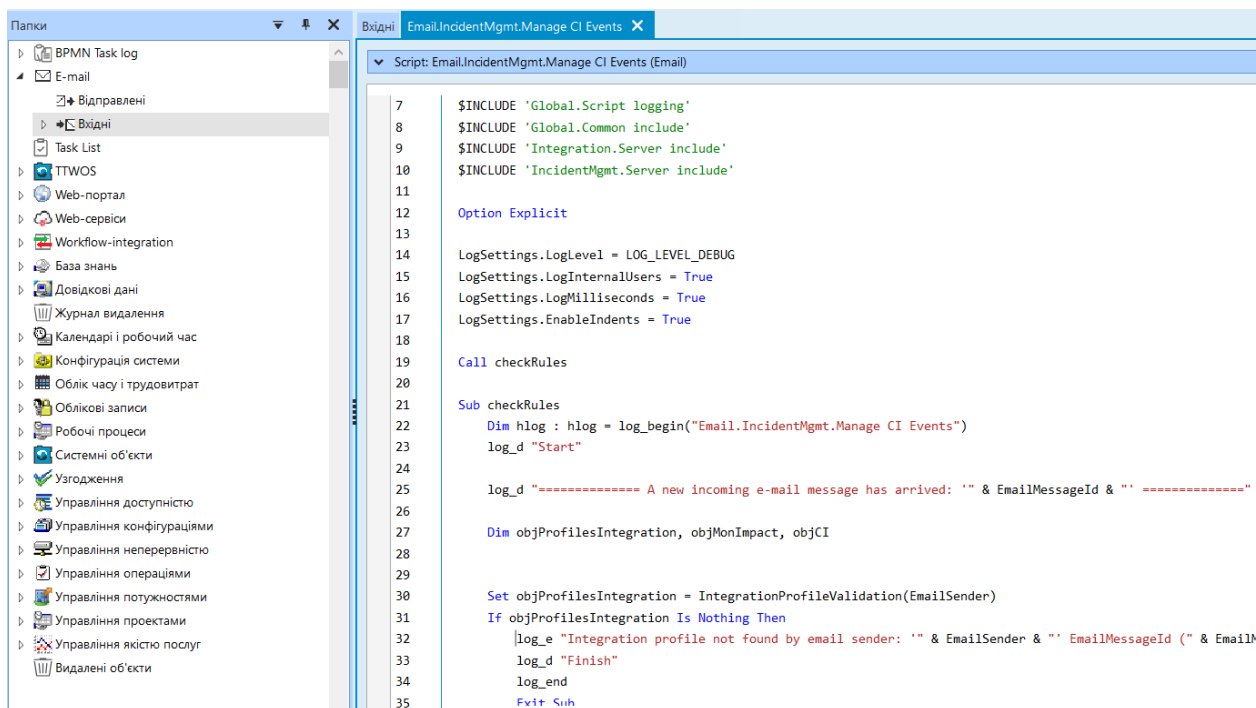 Папки
BPMN Task log
E-mail
Відправлені
Вхідні
Task List
TTWOS
Web-портал
Web-сервіси
Workflow-integration
База знань
Довідкові дані
Журнал видалення
Календарі і робочий час
Конфігурація системи
Облік часу і трудовитрат
Облікові записи
Робочі процеси
Системні об'єкти
Узгодження
Управління доступністю
Управління конфігураціями
Управління неперервністю
Управління операціями
Управління потужностями
Управління проектами
Управління якістю послуг
Видалені об'єкти
Вхідні Email.IncidentMgmt.Manage CI Events
Script: Email.IncidentMgmt.Manage CI Events (Email)
7 $INCLUDE 'Global.Script logging'
8 $INCLUDE 'Global.Common include'
9 $INCLUDE 'Integration.Server include'
10 $INCLUDE 'IncidentMgmt.Server include'
11
12 Option Explicit
13
14 LogSettings.LogLevel = LOG_LEVEL_DEBUG
15 LogSettings.LogInternalUsers = True
16 LogSettings.LogMilliseconds = True
17 LogSettings.EnableIndents = True
18
19 Call checkRules
20
21 Sub checkRules
22 Dim hlog : hlog = log_begin("Email.IncidentMgmt.Manage CI Events")
23 log_d "Start"
24
25 log_d "============== A new incoming e-mail message has arrived: '" & EmailMessageId & "' =============="
26
27 Dim objProfilesIntegration, objMonImpact, objCI
28
29
30 Set objProfilesIntegration = IntegrationProfileValidation(EmailSender)
31 If objProfilesIntegration Is Nothing Then
32 log_e "Integration profile not found by email sender: '" & EmailSender & "' EmailMessageId (" & EmailM
33 log_d "Finish"
34 log_end
35 Exit Sub